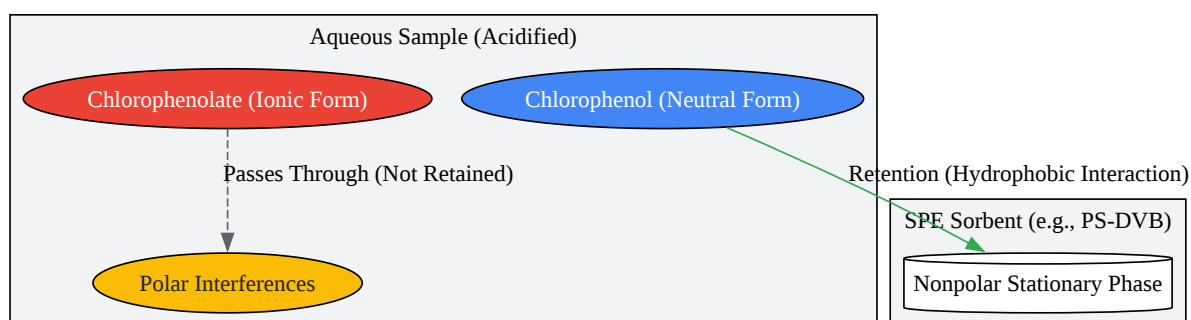 Aqueous Sample (Acidified)
Chlorophenolate (Ionic Form)
Chlorophenol (Neutral Form)
Passes Through (Not Retained)
Retention (Hydrophobic Interaction)
SPE Sorbent (e.g., PS-DVB)
Polar Interferences
Nonpolar Stationary Phase